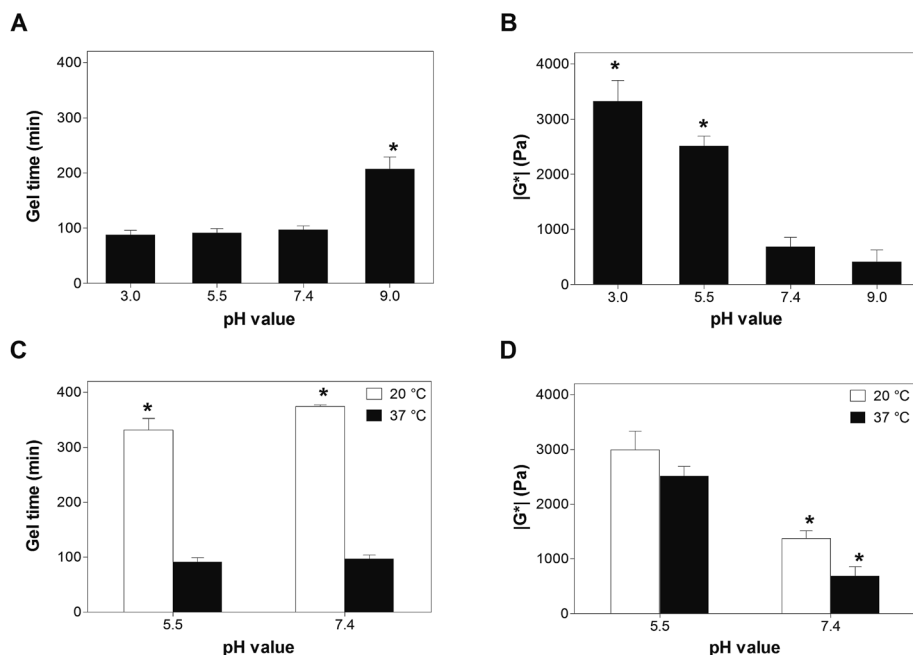 A
Gel time (min)
400
300
200
100
0
*
3.0 5.5 7.4 9.0
pH value
B
|G*| (Pa)
4000
3000
2000
1000
0
* *
3.0 5.5 7.4 9.0
pH value
C
Gel time (min)
400
300
200
100
0
* *
20 °C
37 °C
5.5 7.4
pH value
D
|G*| (Pa)
4000
3000
2000
1000
0
20 °C
37 °C
* *
5.5 7.4
pH value